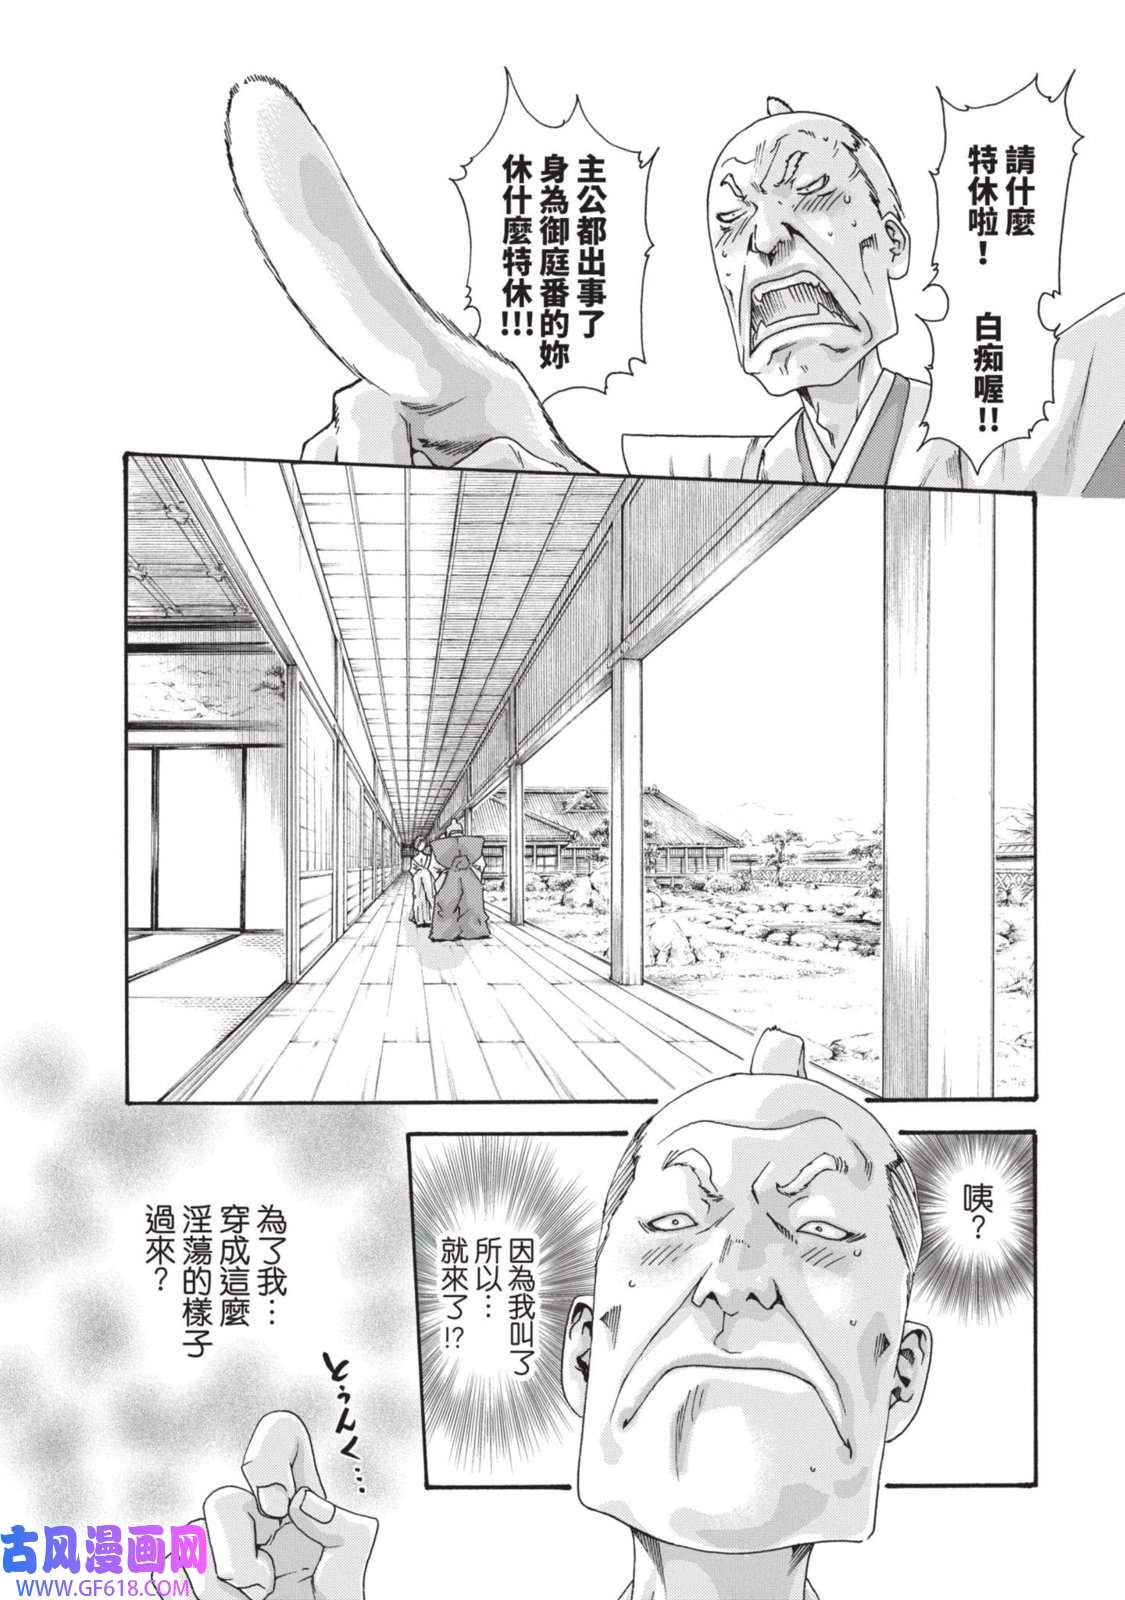 請什麼
特休啦！
白痴喔!!
主公都出事了
身為御庭番的妳
休什麼特休!!!
咦？
因為我叫了
所以…
就來了!?
為了我…
穿成這麼
淫蕩的樣子
過來？
とぅんく…
古风漫画网
WWW.GF618.COM